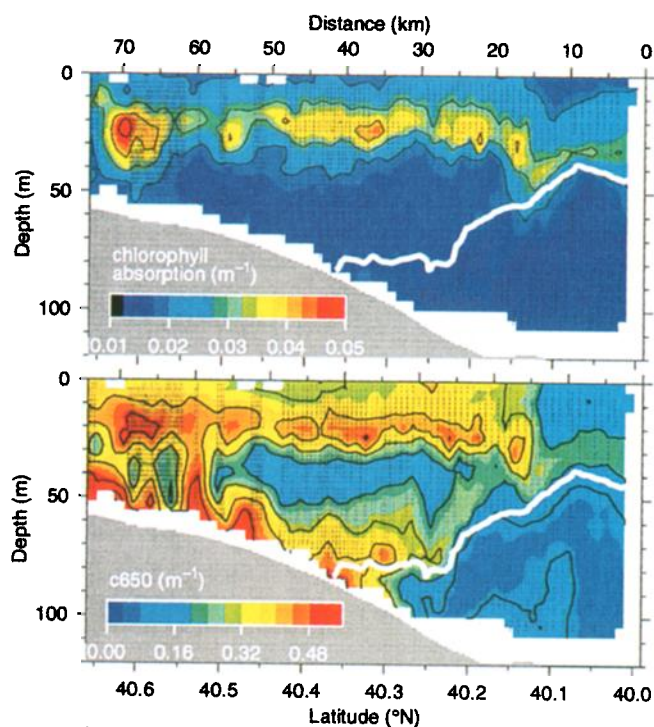 Distance (km)
70 60 50 40 30 20 10 0
0
50
100
Depth (m)
chlorophyll
absorption (m⁻¹)
0.01 0.02 0.03 0.04 0.05
0
50
100
Depth (m)
c650 (m⁻¹)
0.00 0.16 0.32 0.48
40.6 40.5 40.4 40.3 40.2 40.1 40.0
Latitude (°N)